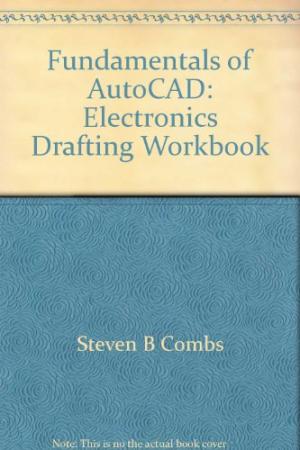 Fundamentals of
AutoCAD:
Electronics
Drafting Workbook
Steven B Combs
Note: This is no the actual book cover